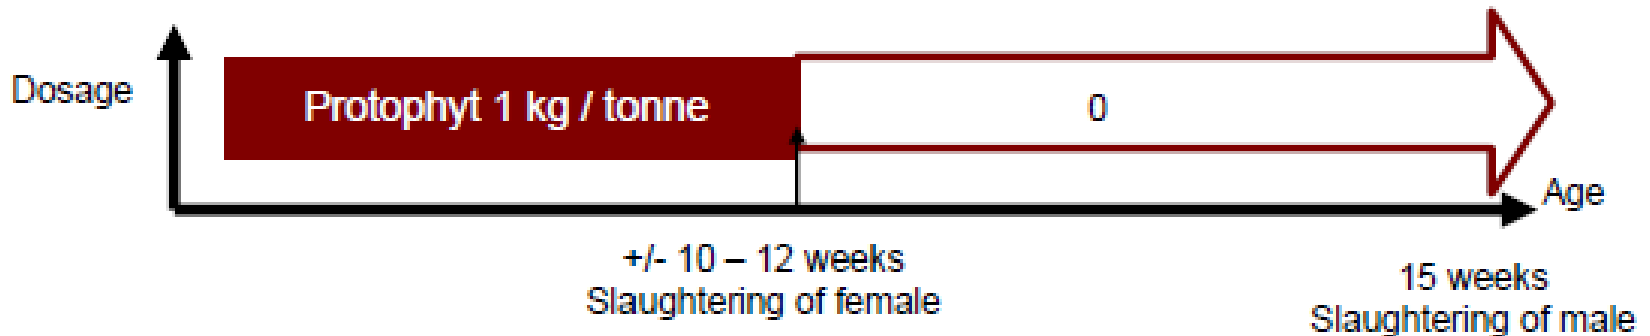 Dosage
Protophyt 1 kg / tonne
0
Age
+/- 10 – 12 weeks
Slaughtering of female
15 weeks
Slaughtering of male